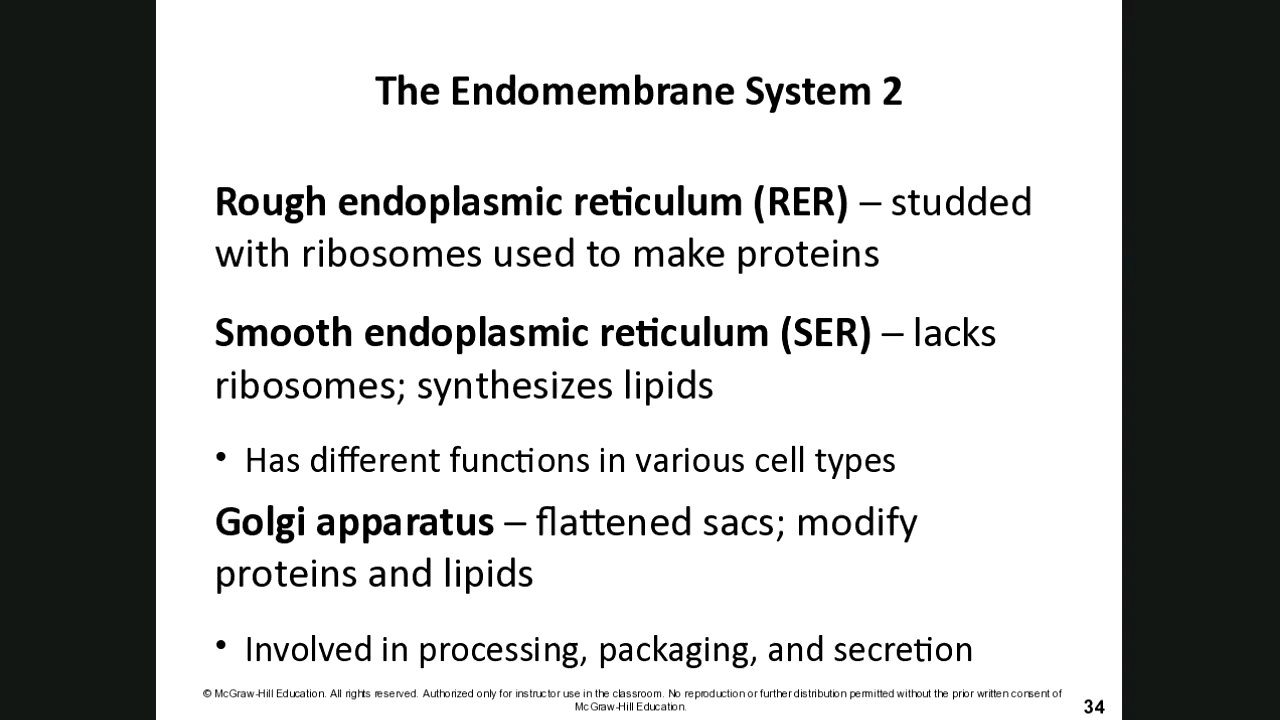 The Endomembrane System 2
Rough endoplasmic reticulum (RER) – studded
with ribosomes used to make proteins
Smooth endoplasmic reticulum (SER) – lacks
ribosomes; synthesizes lipids
• Has different functions in various cell types
Golgi apparatus – flattened sacs; modify
proteins and lipids
• Involved in processing, packaging, and secretion
© McGraw-Hill Education. All rights reserved. Authorized only for instructor use in the classroom. No reproduction or further distribution permitted without the prior written consent of
McGraw-Hill Education.
34